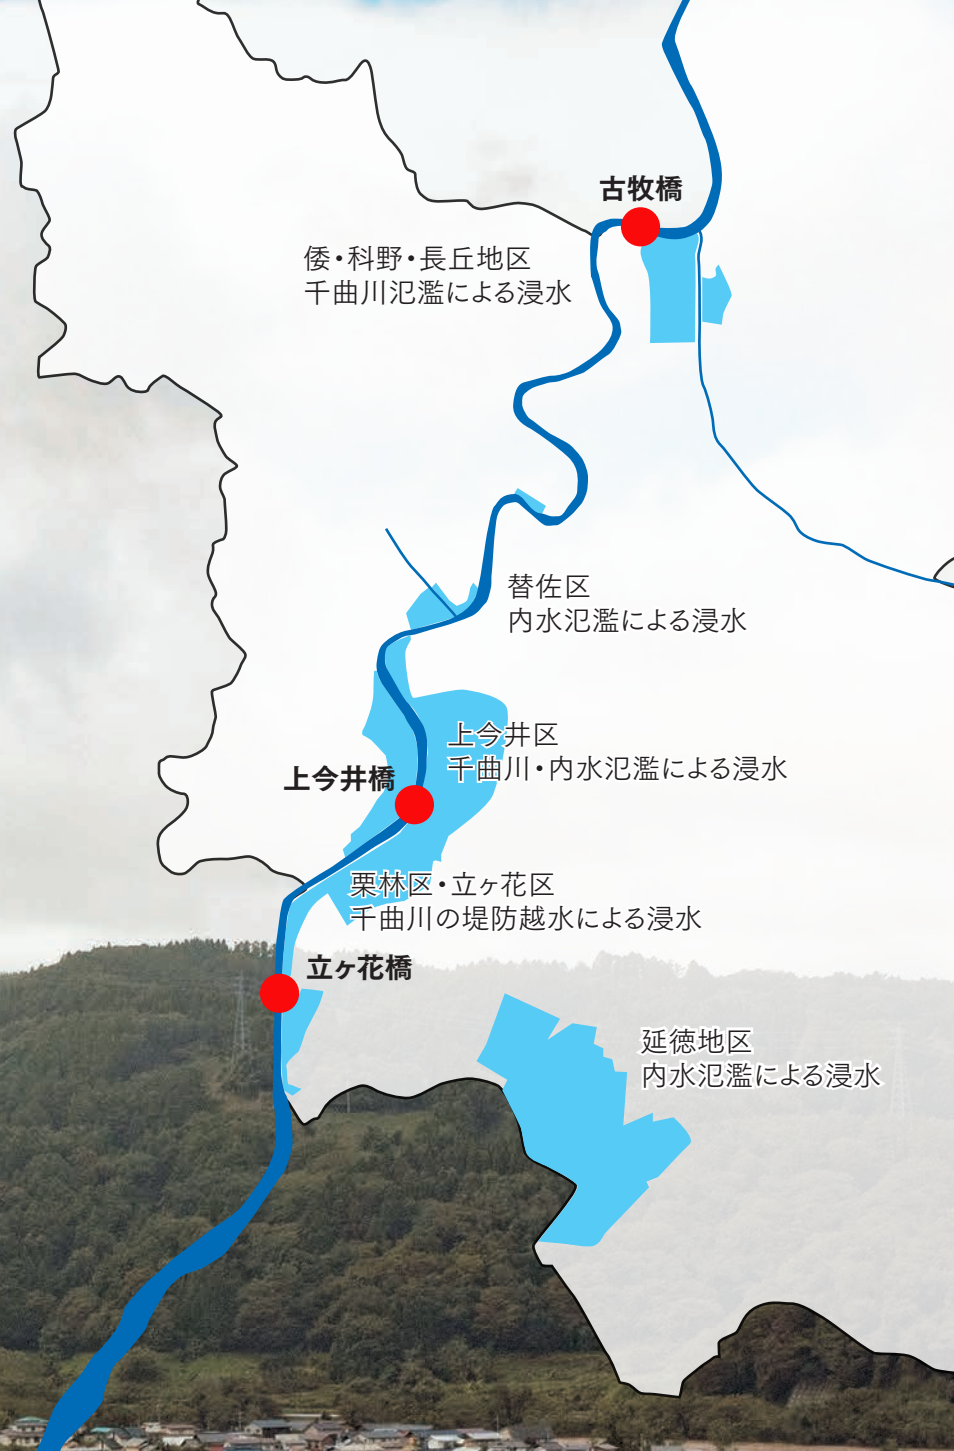 古牧橋
倭・科野・長丘地区
千曲川氾濫による浸水
替佐区
内水氾濫による浸水
上今井区
千曲川・内水氾濫による浸水
上今井橋
栗林区・立ヶ花区
千曲川の堤防越水による浸水
立ヶ花橋
延徳地区
内水氾濫による浸水